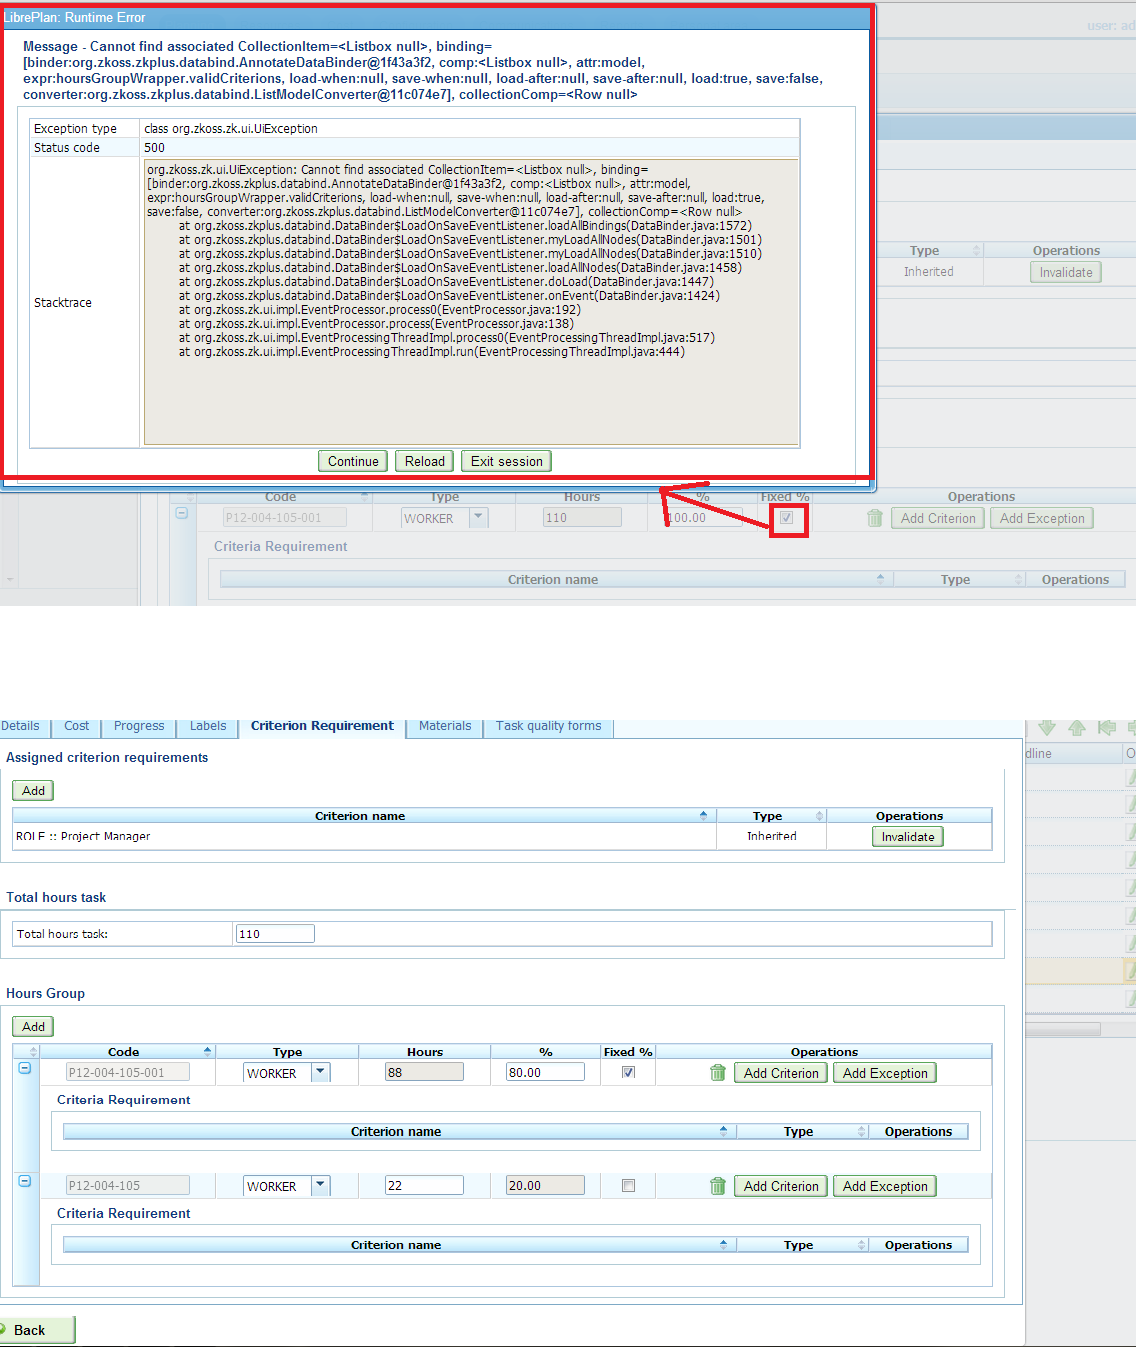 LibrePlan: Runtime Error
user: ad
Message - Cannot find associated CollectionItem=<Listbox null>, binding=
[binder:org.zkoss.zkplus.databind.AnnotateDataBinder@1f43a3f2, comp:<Listbox null>, attr:model,
expr:hoursGroupWrapper.validCriterions, load-when:null, save-when:null, load-after:null, save-after:null, load:true, save:false,
converter:org.zkoss.zkplus.databind.ListModelConverter@11c074e7], collectionComp=<Row null>
Exception type class org.zkoss.zk.ui.UiException
Status code 500
Stacktrace
org.zkoss.zk.ui.UiException: Cannot find associated CollectionItem=<Listbox null>, binding=
[binder:org.zkoss.zkplus.databind.AnnotateDataBinder@1f43a3f2, comp:<Listbox null>, attr:model,
expr:hoursGroupWrapper.validCriterions, load-when:null, save-when:null, load-after:null, save-after:null, load:true,
save:false, converter:org.zkoss.zkplus.databind.ListModelConverter@11c074e7], collectionComp=<Row null>
at org.zkoss.zkplus.databind.DataBinder$LoadOnSaveEventListener.loadAllBindings(DataBinder.java:1572)
at org.zkoss.zkplus.databind.DataBinder$LoadOnSaveEventListener.myLoadAllNodes(DataBinder.java:1501)
at org.zkoss.zkplus.databind.DataBinder$LoadOnSaveEventListener.myLoadAllNodes(DataBinder.java:1510)
at org.zkoss.zkplus.databind.DataBinder$LoadOnSaveEventListener.loadAllNodes(DataBinder.java:1458)
at org.zkoss.zkplus.databind.DataBinder$LoadOnSaveEventListener.doLoad(DataBinder.java:1447)
at org.zkoss.zkplus.databind.DataBinder$LoadOnSaveEventListener.onEvent(DataBinder.java:1424)
at org.zkoss.zk.ui.impl.EventProcessor.process0(EventProcessor.java:192)
at org.zkoss.zk.ui.impl.EventProcessor.process(EventProcessor.java:138)
at org.zkoss.zk.ui.impl.EventProcessingThreadImpl.process0(EventProcessingThreadImpl.java:517)
at org.zkoss.zk.ui.impl.EventProcessingThreadImpl.run(EventProcessingThreadImpl.java:444)
Continue Reload Exit session
Type Operations
Inherited Invalidate
Code Type Hours % Fixed % Operations
P12-004-105-001 WORKER 110 100.00 Add Criterion Add Exception
Criteria Requirement
Criterion name Type Operations
Details Cost Progress Labels Criterion Requirement Materials Task quality forms
dline O
Assigned criterion requirements
Add
Criterion name Type Operations
ROLE :: Project Manager Inherited Invalidate
Total hours task
Total hours task: 110
Hours Group
Add
Code Type Hours % Fixed % Operations
P12-004-105-001 WORKER 88 80.00 Add Criterion Add Exception
Criteria Requirement
Criterion name Type Operations
P12-004-105 WORKER 22 20.00 Add Criterion Add Exception
Criteria Requirement
Criterion name Type Operations
Back